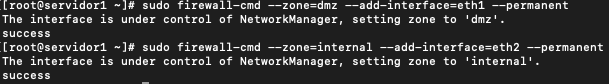 [[root@servidor1 ~]# sudo firewall-cmd --zone=dmz --add-interface=eth1 --permanent
The interface is under control of NetworkManager, setting zone to 'dmz'.
success
[[root@servidor1 ~]# sudo firewall-cmd --zone=internal --add-interface=eth2 --permanent
The interface is under control of NetworkManager, setting zone to 'internal'.
success